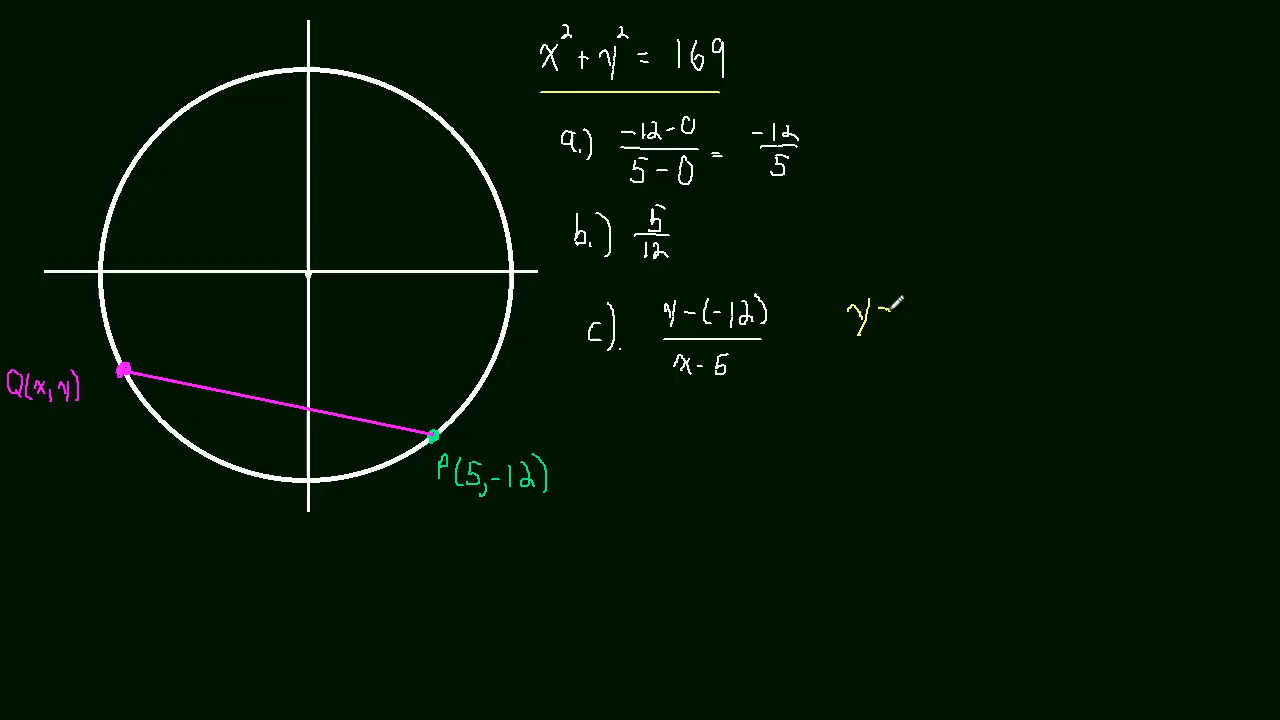 x² + y² = 169
a.) -12-0 / 5-0 = -12 / 5
b.) 5 / 12
c). y-(-12) / x-5
y-
Q(x,y)
P(5,-12)